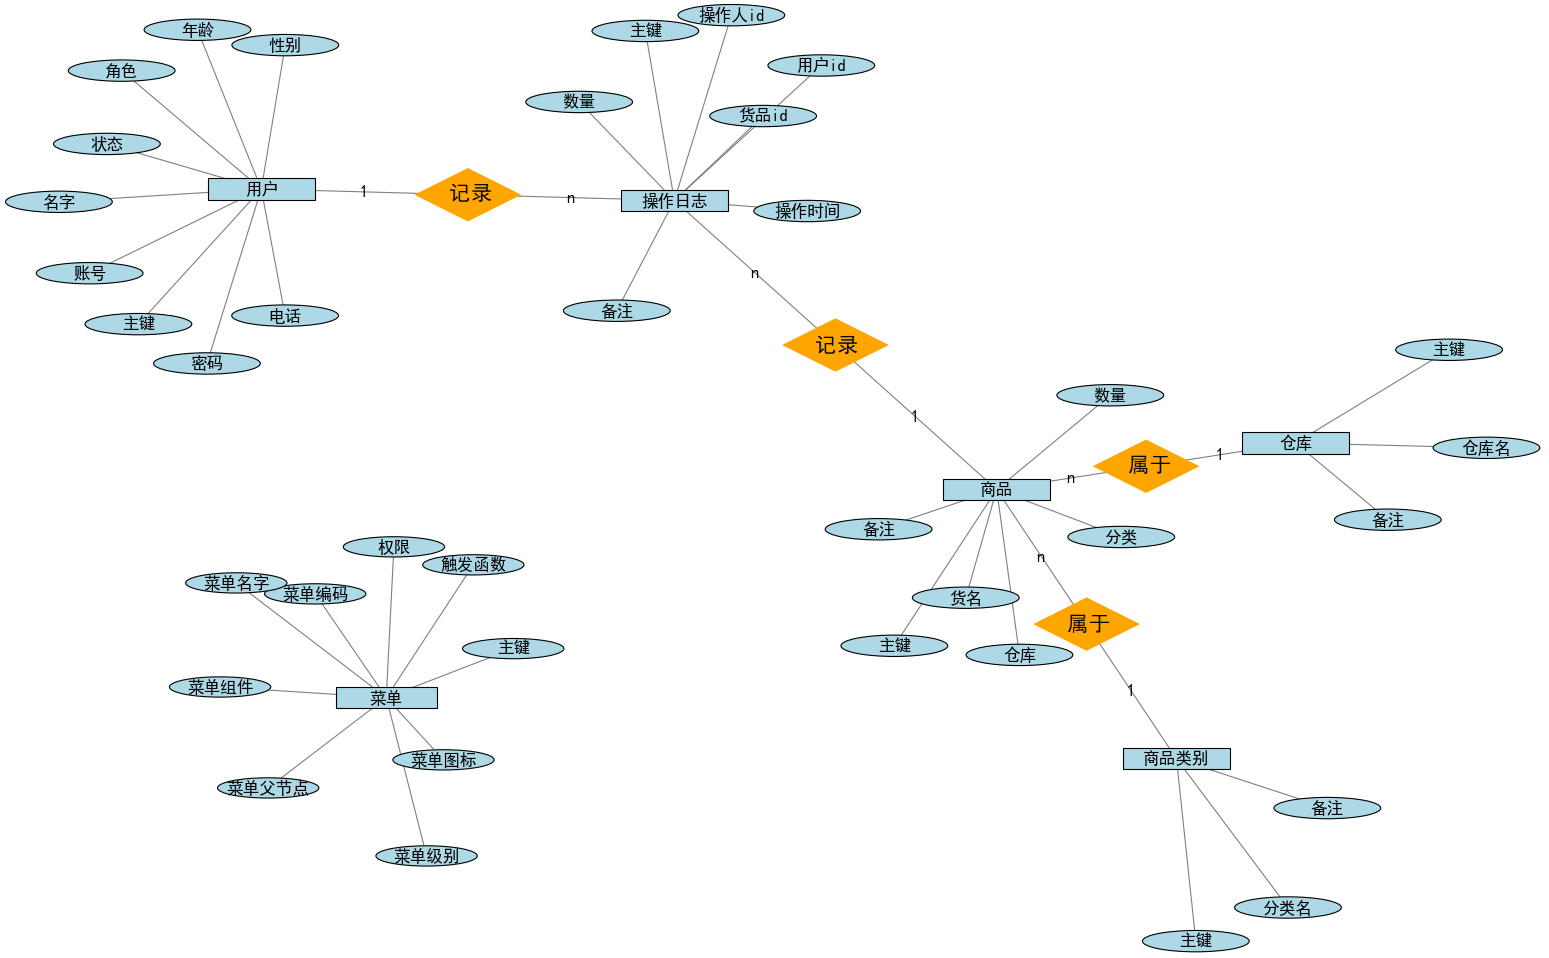 操作人id
年龄
主键
性别
用户id
角色
数量
货品id
状态
用户
1
记录
n
操作日志
名字
操作时间
账号
n
备注
电话
主键
记录
主键
密码
数量
1
仓库
仓库名
1
属于
n
商品
备注
备注
分类
权限
n
触发函数
菜单名字
菜单编码
货名
属于
主键
主键
仓库
菜单组件
1
菜单
商品类别
菜单图标
菜单父节点
备注
菜单级别
分类名
主键